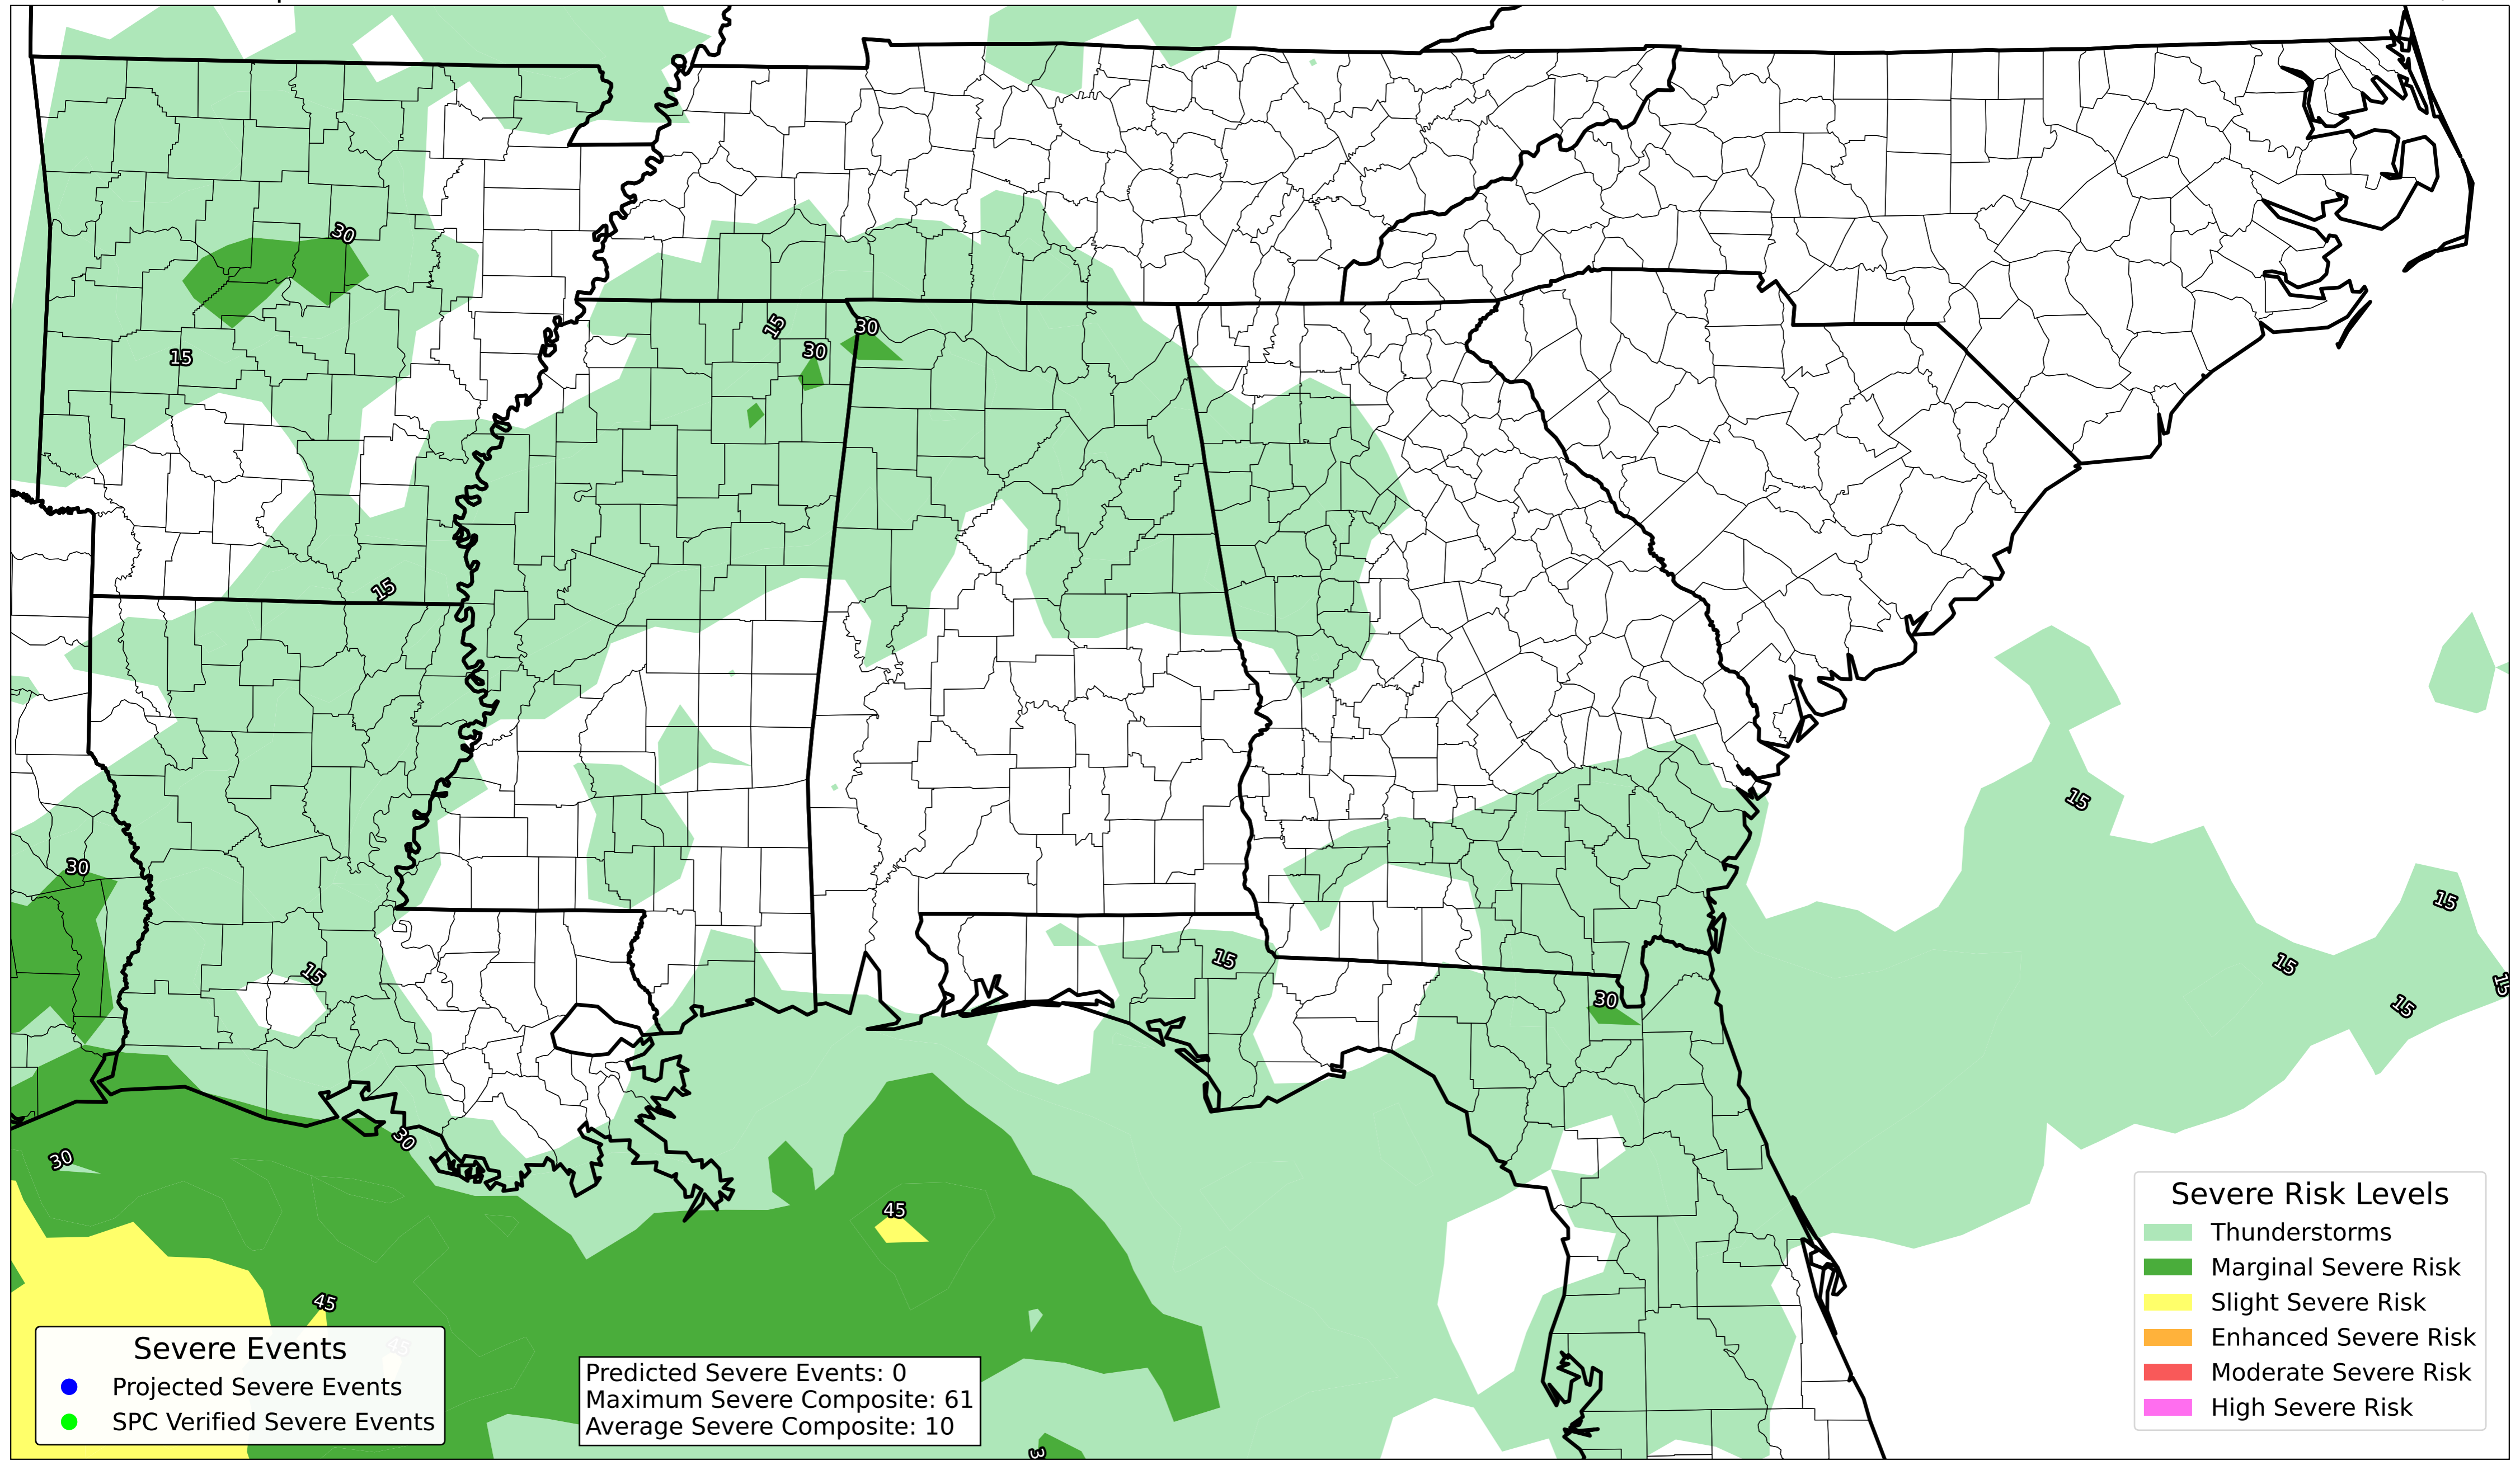 30
30
15
30
15
15
15
30
15
15
15
15
15
15
30
30
30
45
45
45
Severe Events
Projected Severe Events
SPC Verified Severe Events
Predicted Severe Events: 0
Maximum Severe Composite: 61
Average Severe Composite: 10
Severe Risk Levels
Thunderstorms
Marginal Severe Risk
Slight Severe Risk
Enhanced Severe Risk
Moderate Severe Risk
High Severe Risk